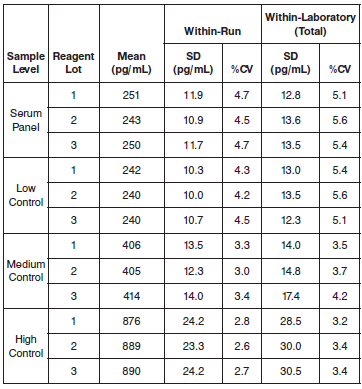 Within-Run Within-Laboratory (Total)
Sample Level Reagent Lot Mean (pg/mL) SD (pg/mL) %CV SD (pg/mL) %CV
Serum Panel 1 251 11.9 4.7 12.8 5.1
2 243 10.9 4.5 13.6 5.6
3 250 11.7 4.7 13.5 5.4
Low Control 1 242 10.3 4.3 13.0 5.4
2 240 10.0 4.2 13.5 5.6
3 240 10.7 4.5 12.3 5.1
Medium Control 1 406 13.5 3.3 14.0 3.5
2 405 12.3 3.0 14.8 3.7
3 414 14.0 3.4 17.4 4.2
High Control 1 876 24.2 2.8 28.5 3.2
2 889 23.3 2.6 30.0 3.4
3 890 24.2 2.7 30.5 3.4